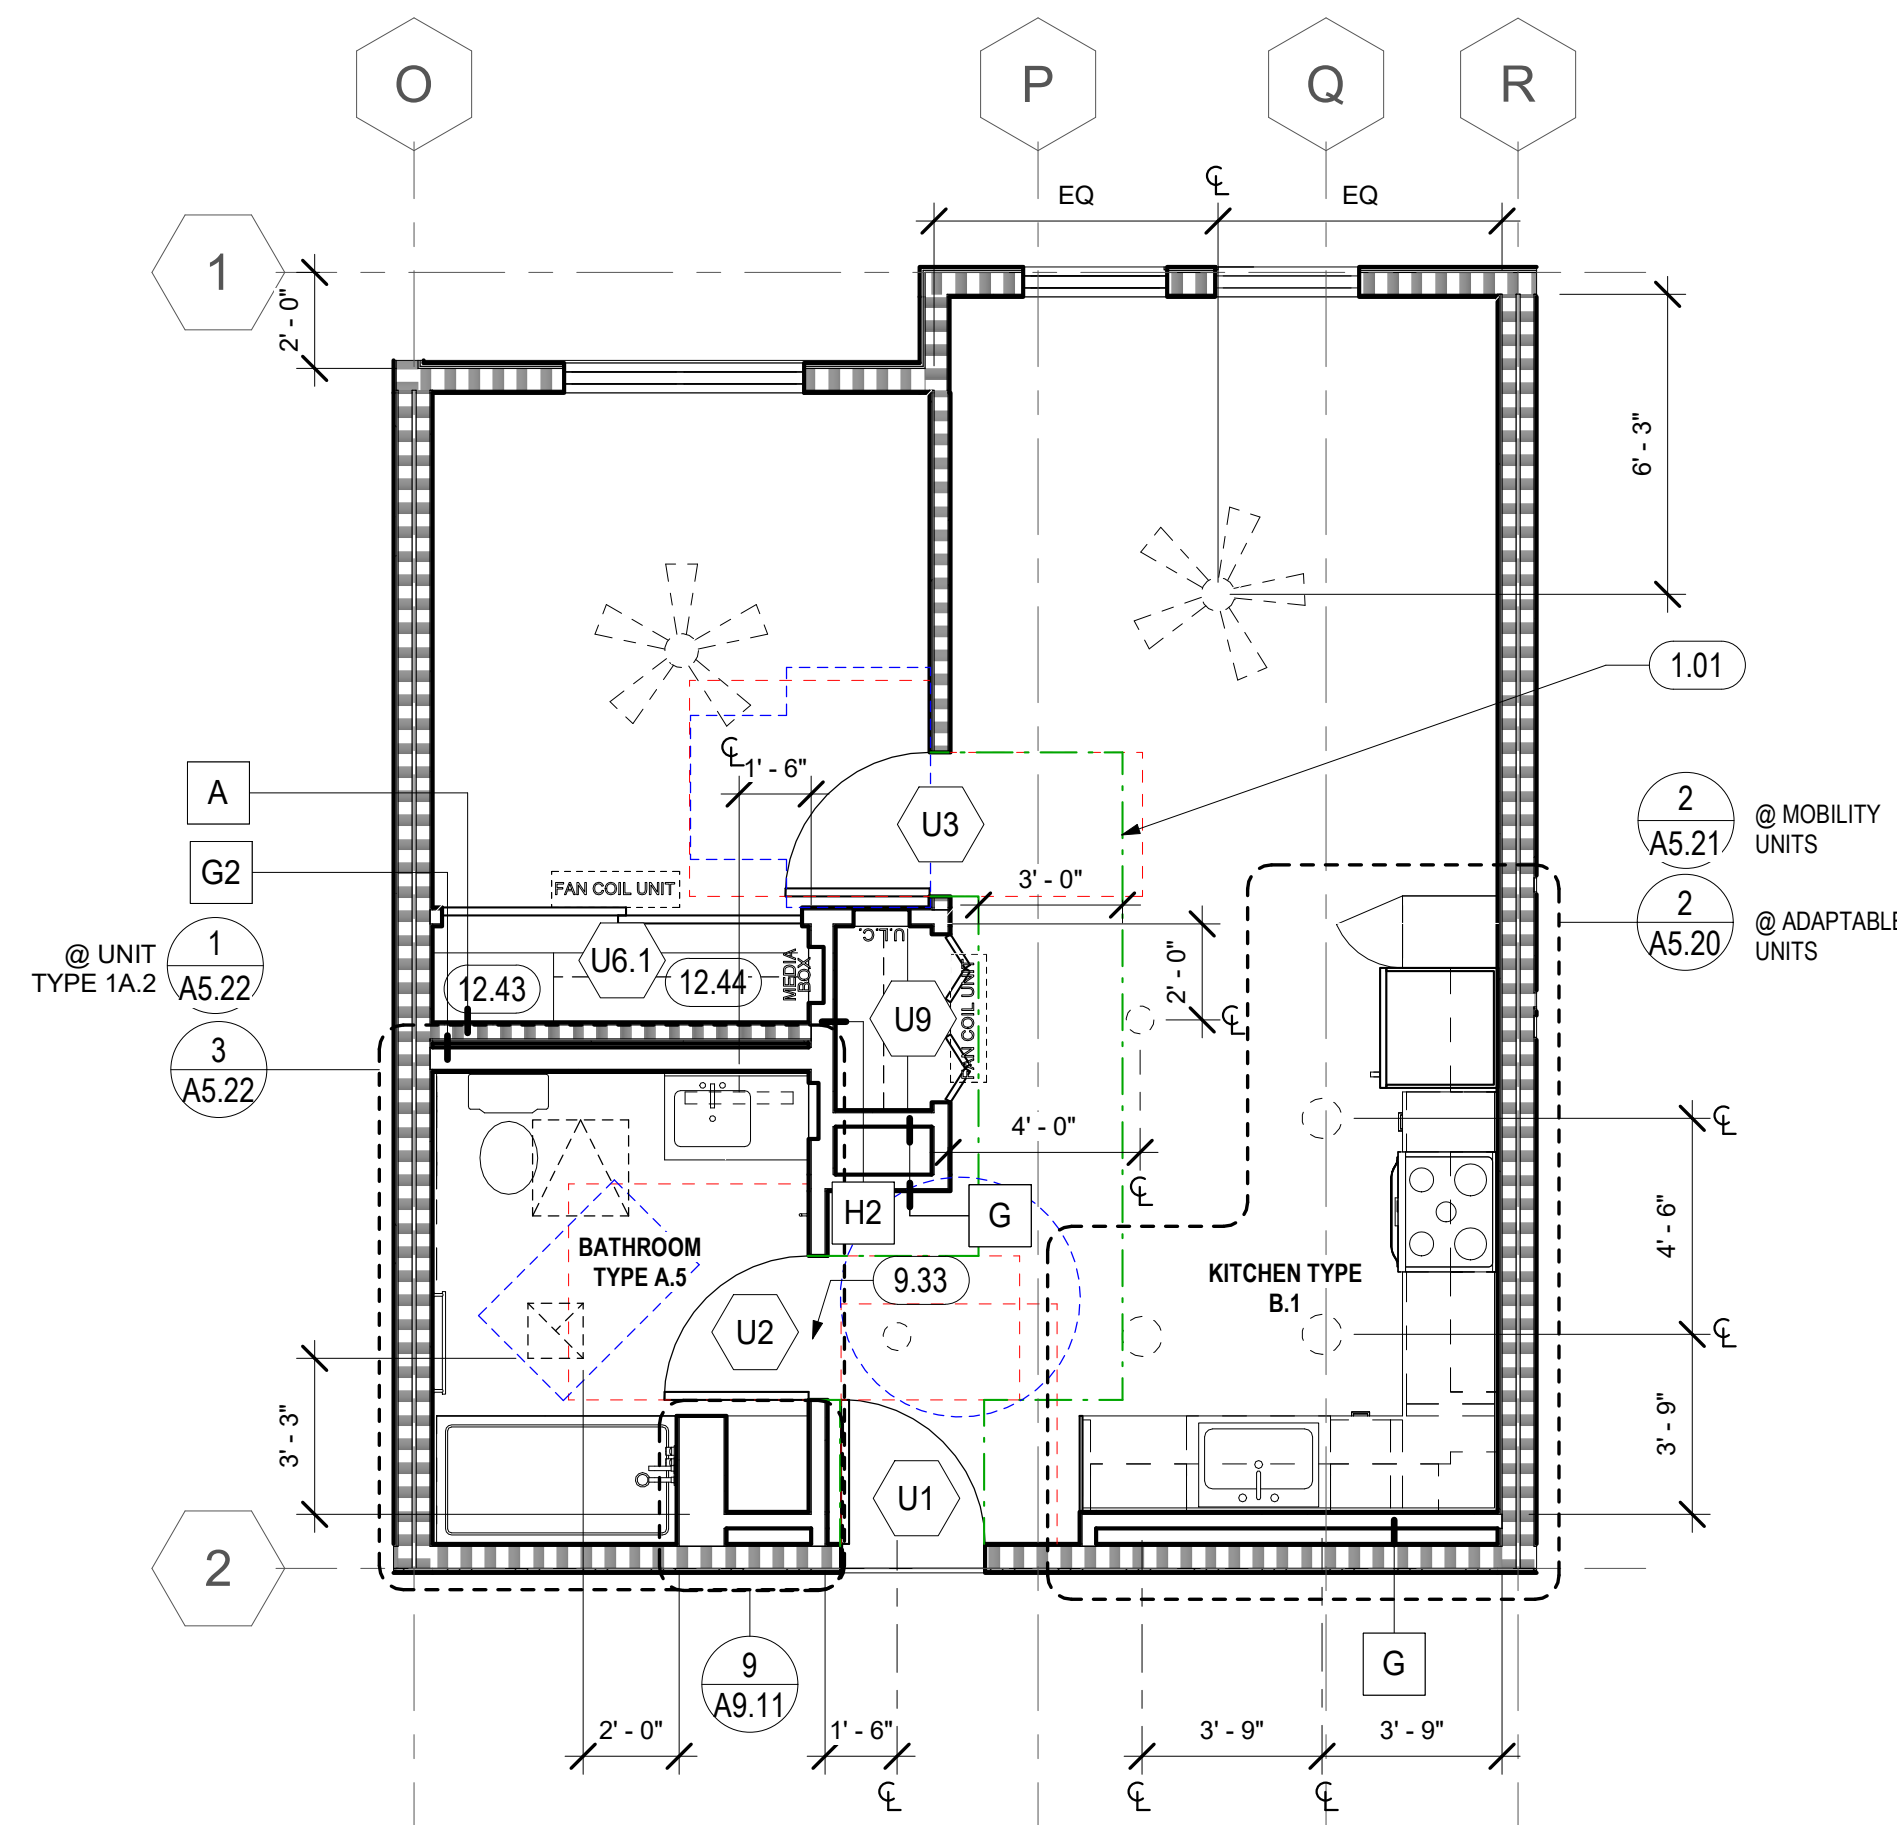 O
P
Q
R
EQ
℄
EQ
1
2' - 0"
6' - 3"
1.01
℄
1' - 6"
A
U3
2
A5.21
@ MOBILITY
UNITS
G2
FAN COIL UNIT
3' - 0"
2
A5.20
@ ADAPTABLE
UNITS
@ UNIT
TYPE 1A.2
1
A5.22
U6.1
12.43
12.44
MEDIA
BOX
U.L.C.
U9
FAN COIL UNIT
2' - 0"
℄
3
A5.22
4' - 0"
℄
℄
H2
G
4' - 6"
BATHROOM
TYPE A.5
9.33
KITCHEN TYPE
B.1
U2
℄
3' - 3"
3' - 9"
U1
2
9
A9.11
G
2' - 0"
1' - 6"
3' - 9"
3' - 9"
℄
℄
℄